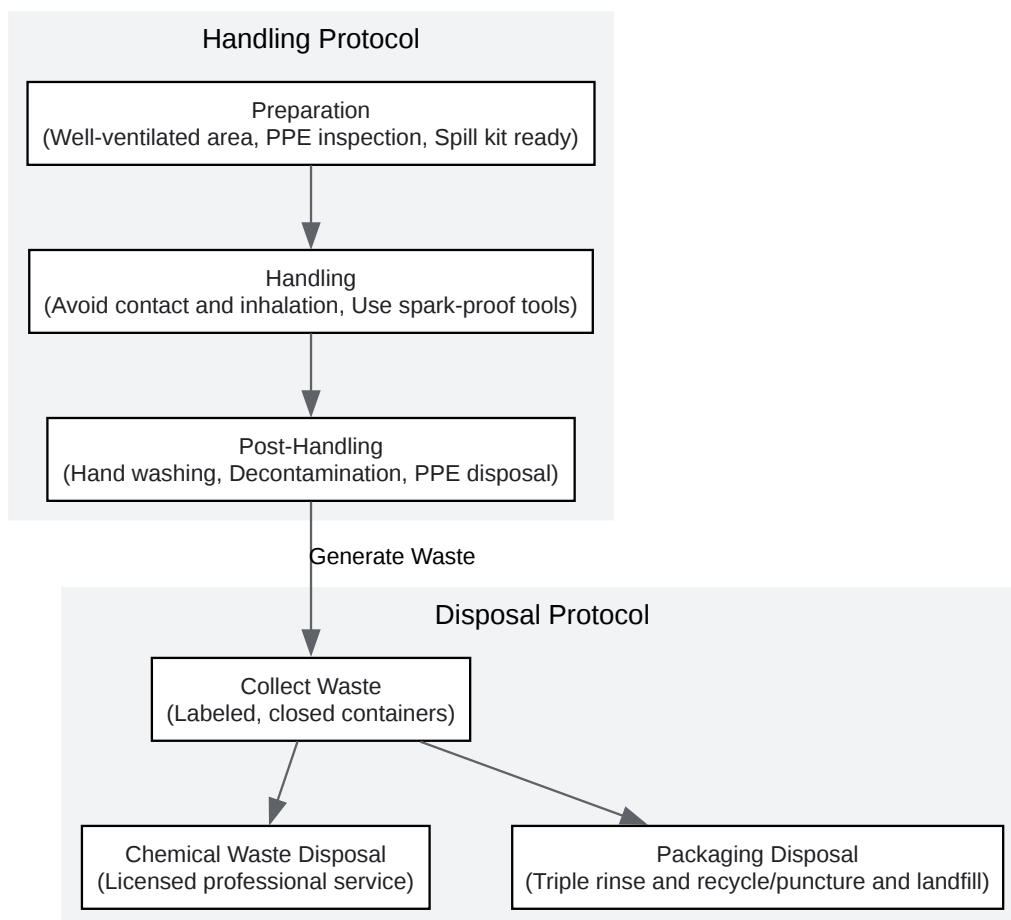 Handling Protocol
Preparation
(Well-ventilated area, PPE inspection, Spill kit ready)
Handling
(Avoid contact and inhalation, Use spark-proof tools)
Post-Handling
(Hand washing, Decontamination, PPE disposal)
Generate Waste
Disposal Protocol
Collect Waste
(Labeled, closed containers)
Chemical Waste Disposal
(Licensed professional service)
Packaging Disposal
(Triple rinse and recycle/puncture and landfill)